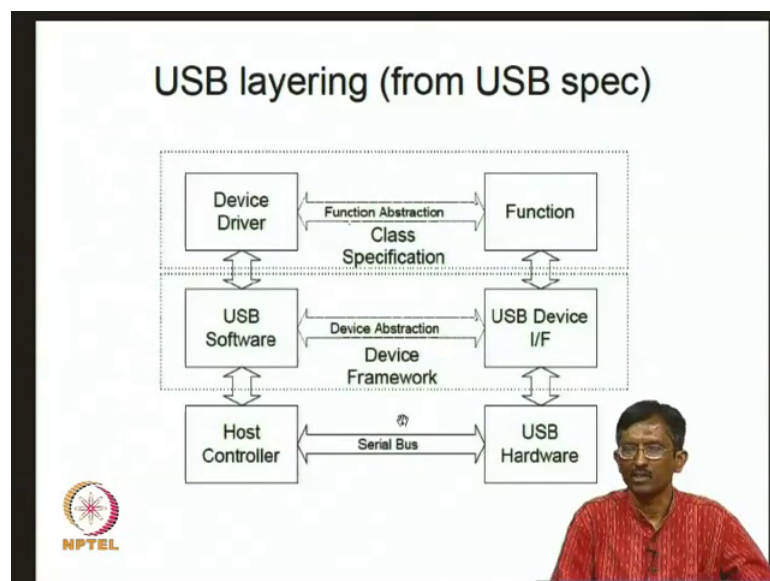 USB layering (from USB spec)
Device
Driver
Function Abstraction
Class
Specification
Function
USB
Software
Device Abstraction
Device
Framework
USB Device
I/F
Host
Controller
Serial Bus
USB
Hardware
NPTEL